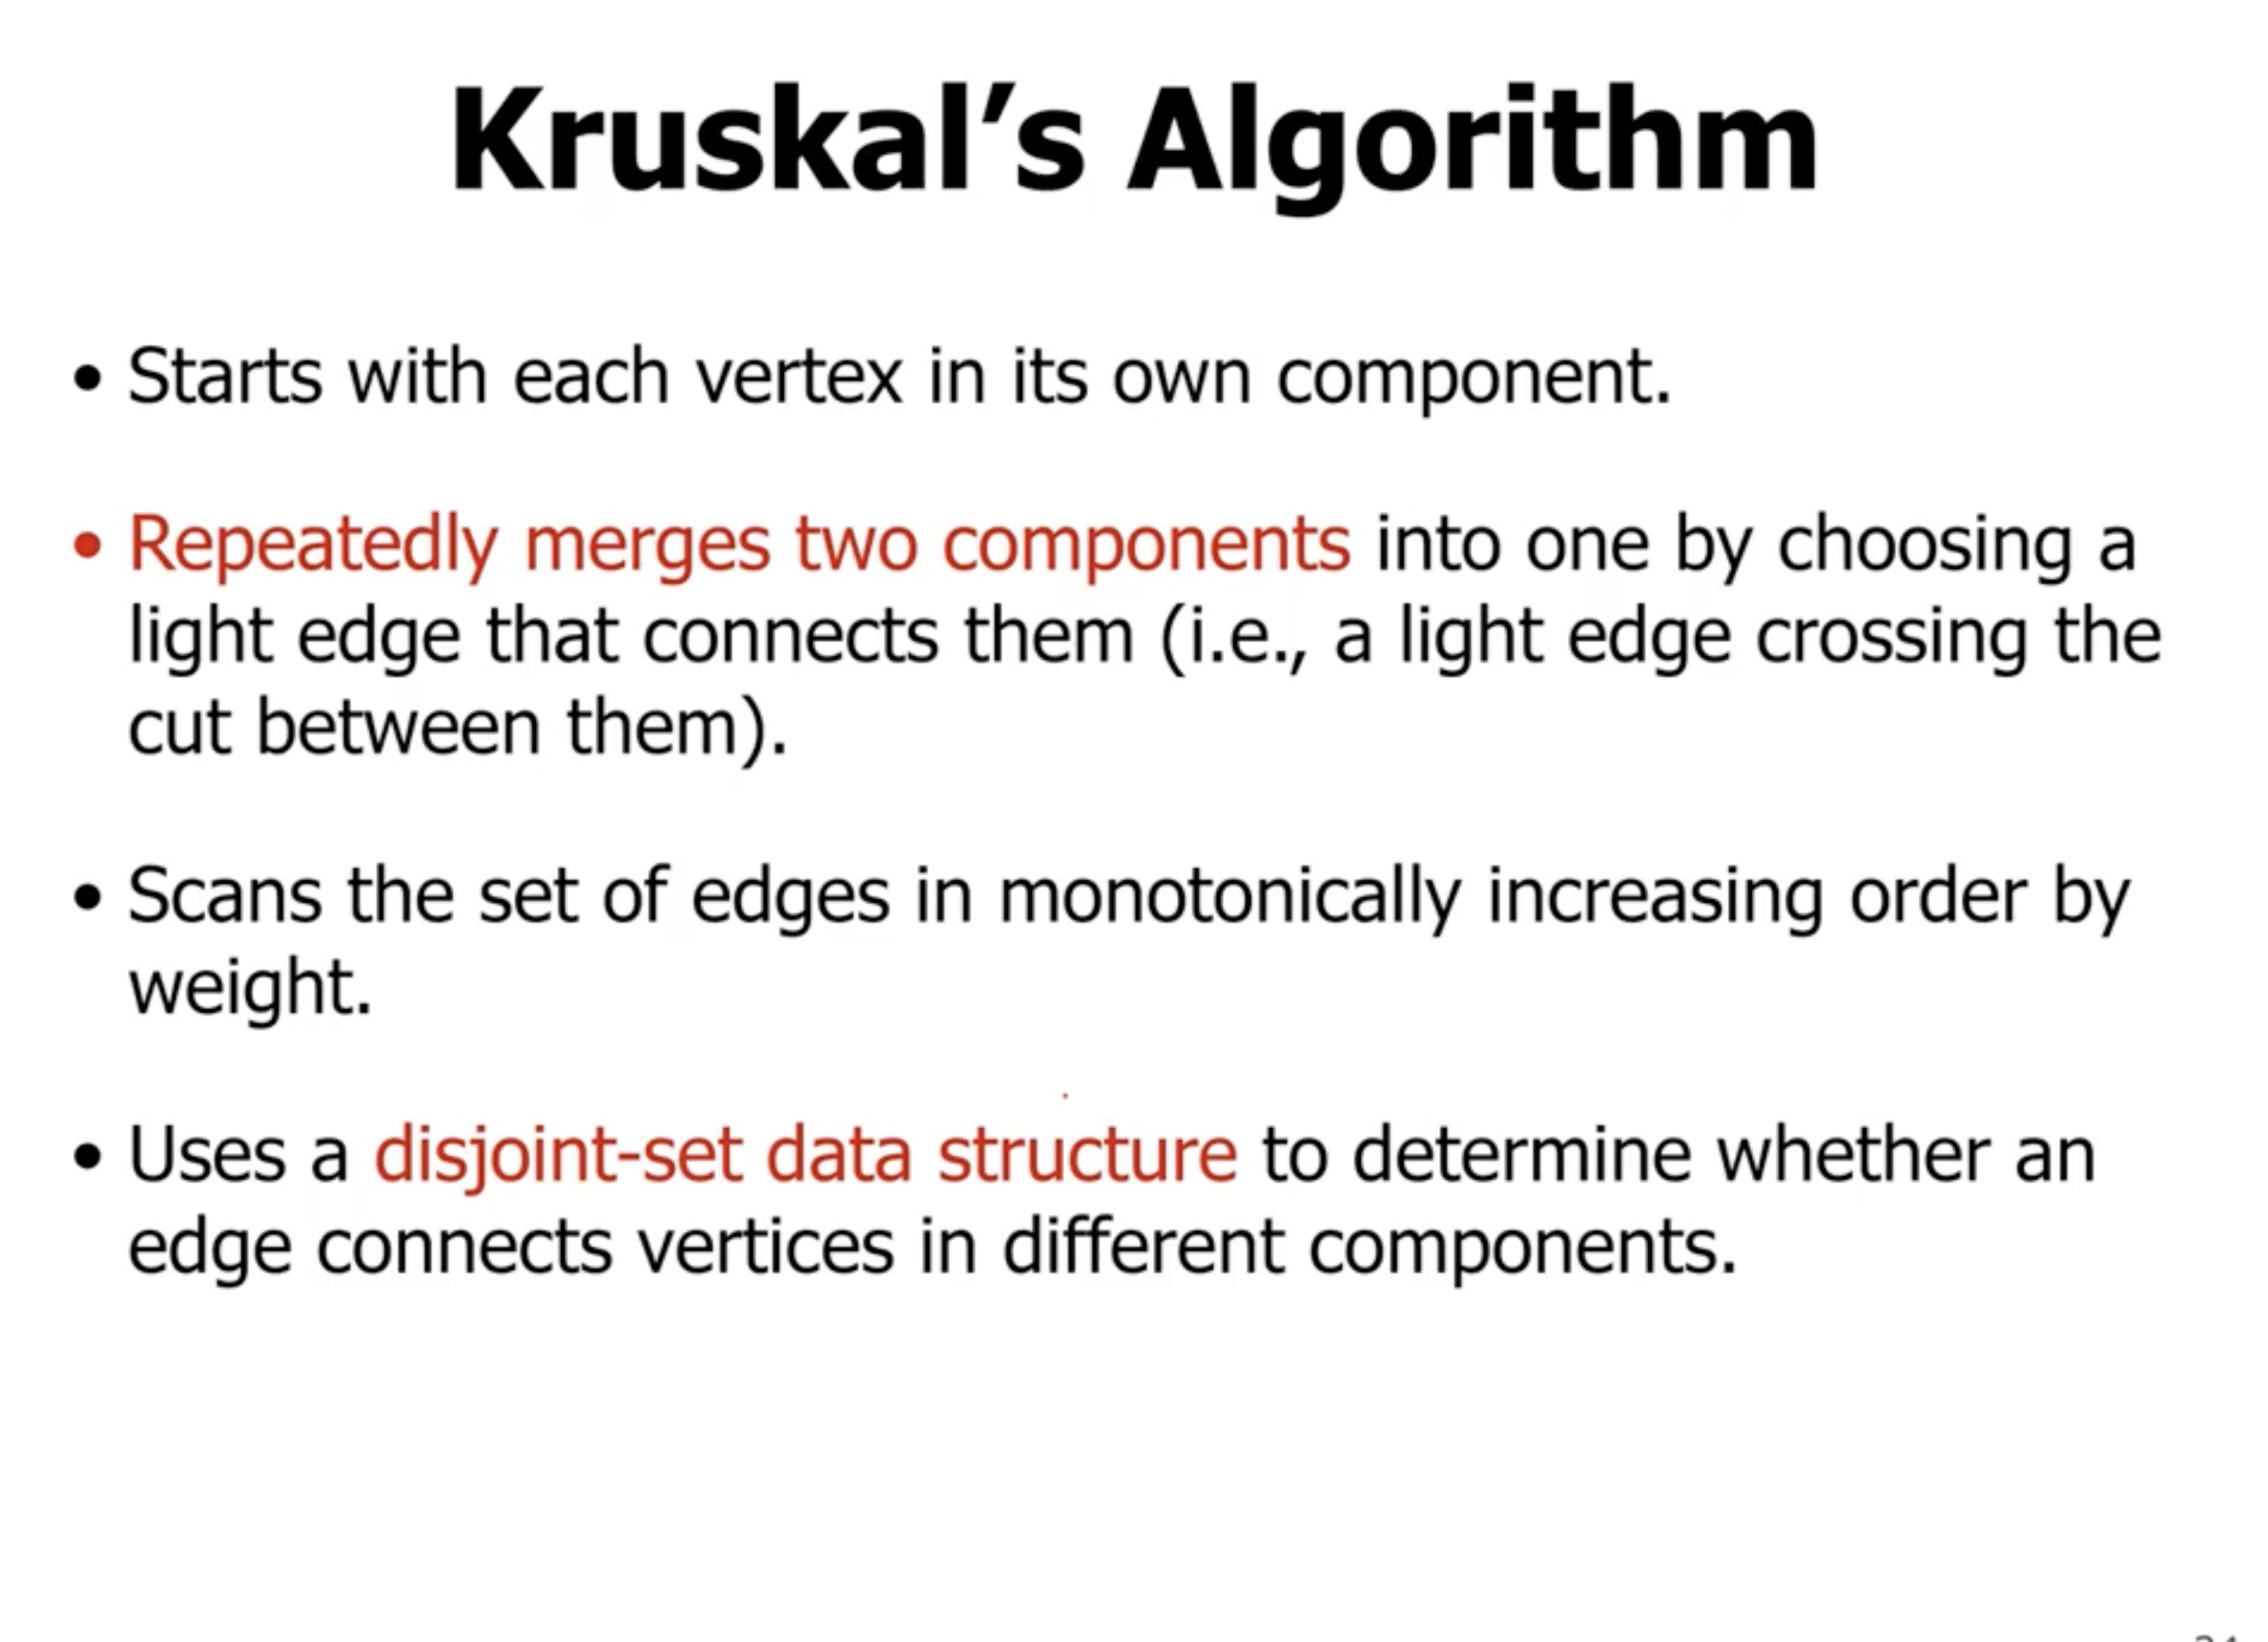 Kruskal’s Algorithm
• Starts with each vertex in its own component.
• Repeatedly merges two components into one by choosing a
light edge that connects them (i.e., a light edge crossing the
cut between them).
• Scans the set of edges in monotonically increasing order by
weight.
• Uses a disjoint-set data structure to determine whether an
edge connects vertices in different components.